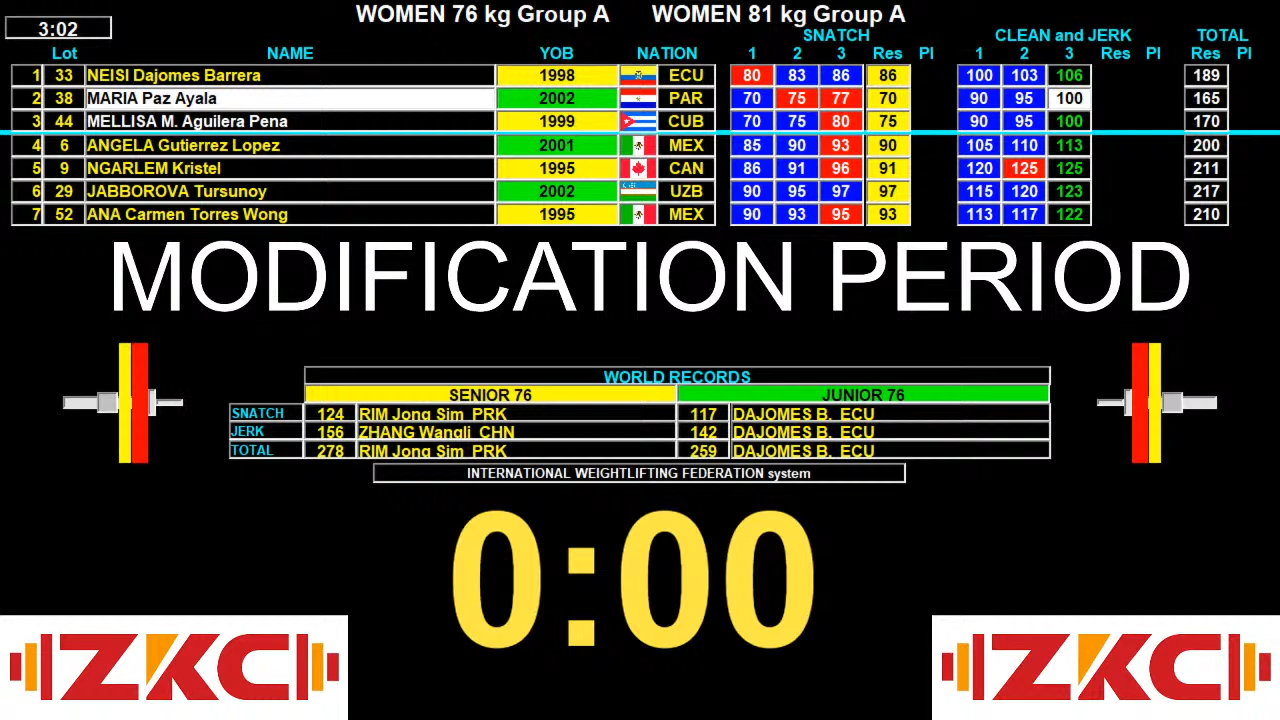 WOMEN 76 kg Group A WOMEN 81 kg Group A
3:02
SNATCH CLEAN and JERK TOTAL
Lot NAME YOB NATION 1 2 3 Res Pl 1 2 3 Res Pl Res Pl
1 33 NEISI Dajomes Barrera 1998 ECU 80 83 86 86 100 103 106 189
2 38 MARIA Paz Ayala 2002 PAR 70 75 77 70 90 95 100 165
3 44 MELLISA M. Aguilera Pena 1999 CUB 70 75 80 75 90 95 100 170
4 6 ANGELA Gutierrez Lopez 2001 MEX 85 90 93 90 105 110 113 200
5 9 NGARLEM Kristel 1995 CAN 86 91 96 91 120 125 125 211
6 29 JABBOROVA Tursunoy 2002 UZB 90 95 97 97 115 120 123 217
7 52 ANA Carmen Torres Wong 1995 MEX 90 93 95 93 113 117 122 210
MODIFICATION PERIOD
WORLD RECORDS
SENIOR 76 JUNIOR 76
SNATCH 124 RIM Jong Sim PRK 117 DAJOMES B. ECU
JERK 156 ZHANG Wangli CHN 142 DAJOMES B. ECU
TOTAL 278 RIM Jong Sim PRK 259 DAJOMES B. ECU
INTERNATIONAL WEIGHTLIFTING FEDERATION system
0:00
ZKC ZKC